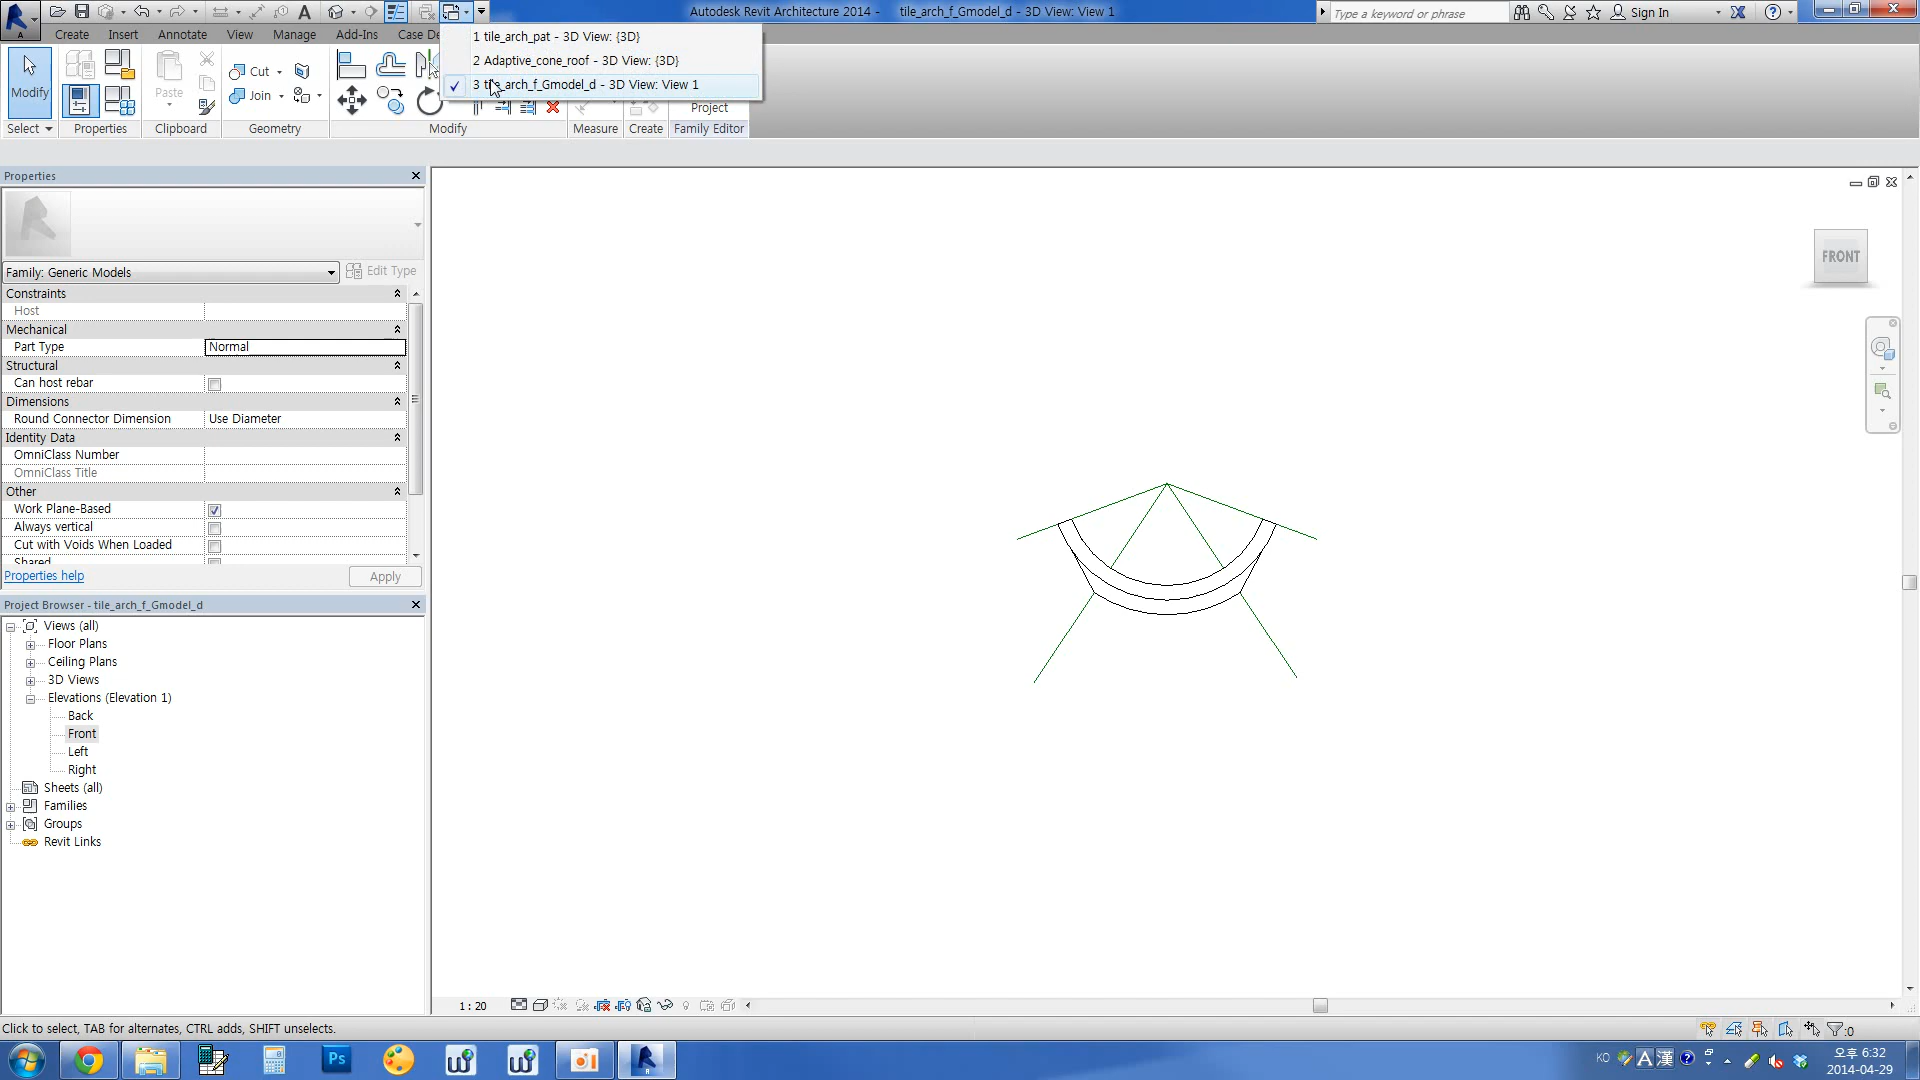 Autodesk Revit Architecture 2014 - tile_arch_f_Gmodel_d - 3D View: View 1
Type a keyword or phrase
Sign In
Create Insert Annotate View Manage Add-Ins Case De
1 tile_arch_pat - 3D View: {3D}
2 Adaptive_cone_roof - 3D View: {3D}
3 tile_arch_f_Gmodel_d - 3D View: View 1
Modify
Paste
Cut
Join
Project
Select Properties Clipboard Geometry Modify Measure Create Family Editor
Properties
Family: Generic Models
Edit Type
Constraints
Host
Mechanical
Part Type Normal
Structural
Can host rebar
Dimensions
Round Connector Dimension Use Diameter
Identity Data
OmniClass Number
OmniClass Title
Other
Work Plane-Based
Always vertical
Cut with Voids When Loaded
Shared
Properties help
Apply
Project Browser - tile_arch_f_Gmodel_d
Views (all)
Floor Plans
Ceiling Plans
3D Views
Elevations (Elevation 1)
Back
Front
Left
Right
Sheets (all)
Families
Groups
Revit Links
FRONT
1 : 20
Click to select, TAB for alternates, CTRL adds, SHIFT unselects.
:0
Ps
KO
A
漢
오후 6:32
2014-04-29